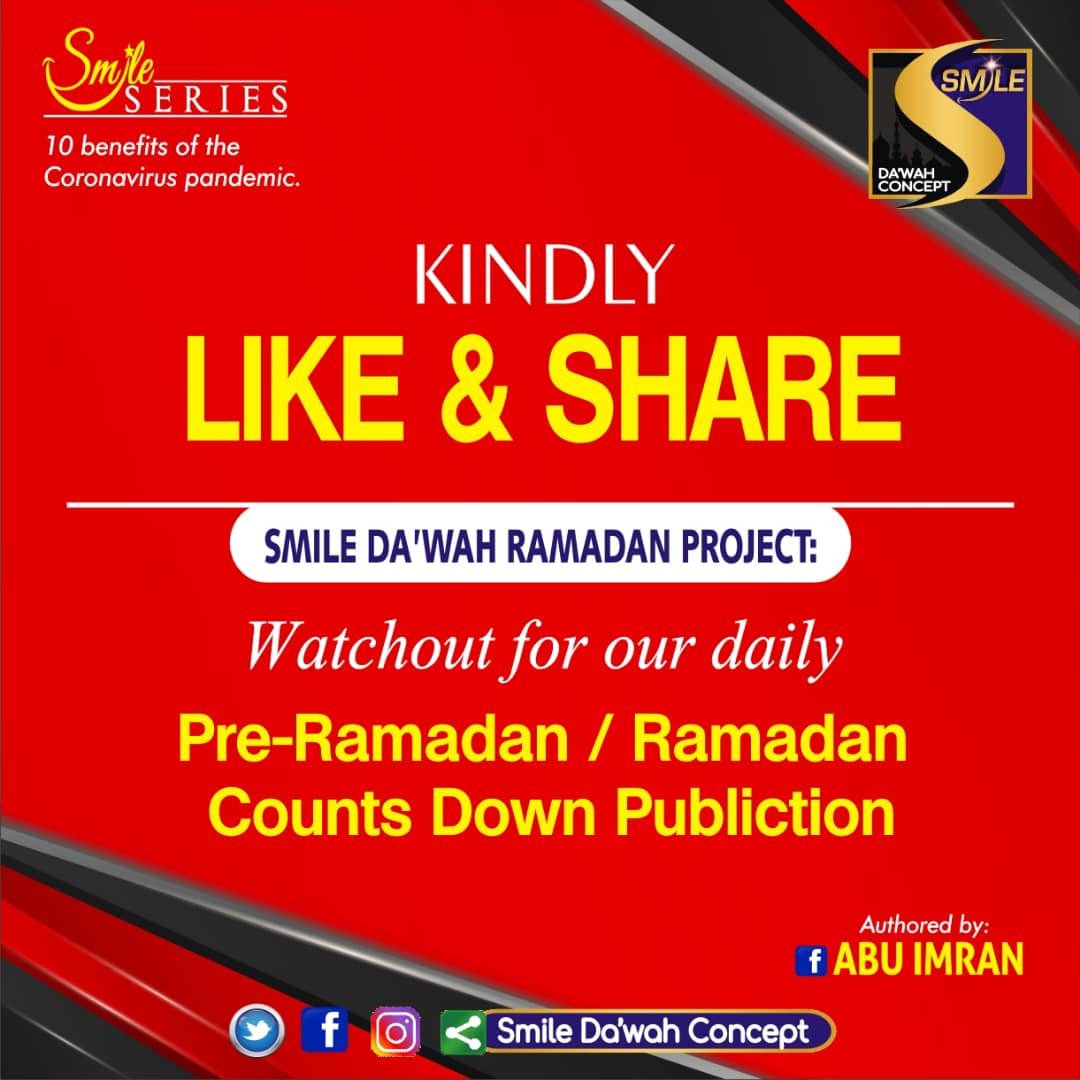 Smile
SERIES
10 benefits of the
Coronavirus pandemic.
SMILE
DA'WAH
CONCEPT
KINDLY
LIKE & SHARE
SMILE DA'WAH RAMADAN PROJECT:
Watchout for our daily
Pre-Ramadan / Ramadan
Counts Down Publiction
Authored by:
ABU IMRAN
Smile Da'wah Concept